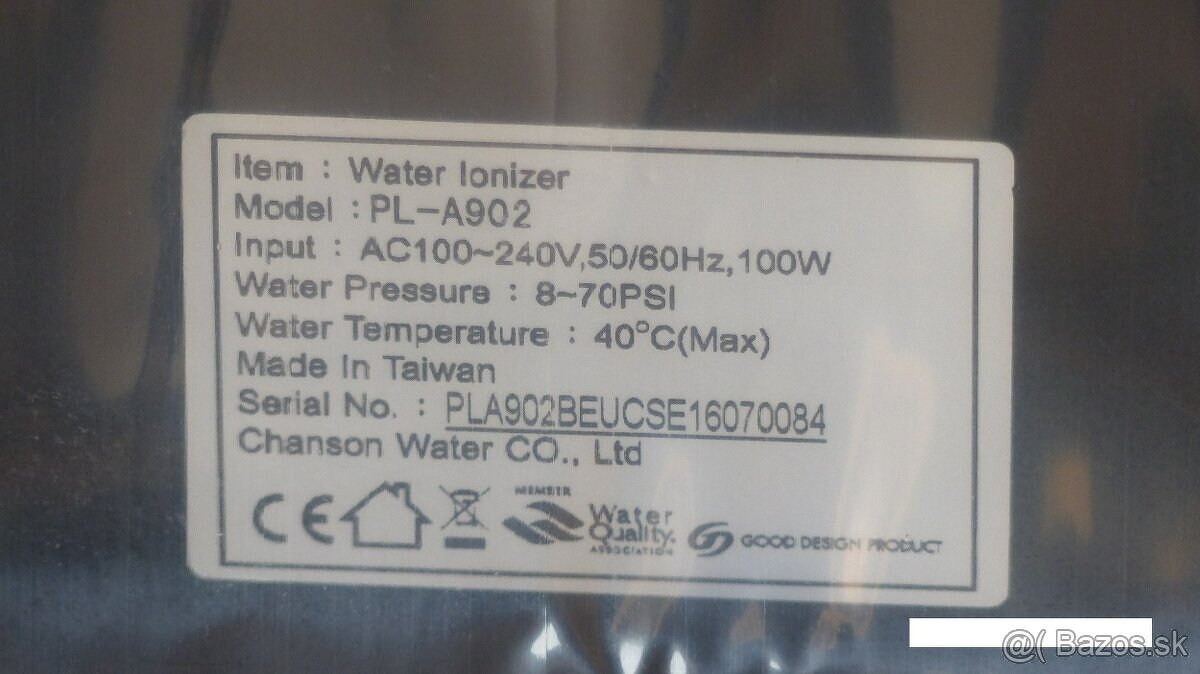 Item : Water Ionizer
Model : PL-A902
Input : AC100~240V,50/60Hz,100W
Water Pressure : 8~70PSI
Water Temperature : 40°C(Max)
Made In Taiwan
Serial No. : PLA902BEUCSE16070084
Chanson Water CO., Ltd
CE
MEMBER
Water
Quality.
ASSOCIATION
GOOD DESIGN PRODUCT
@( Bazos.sk